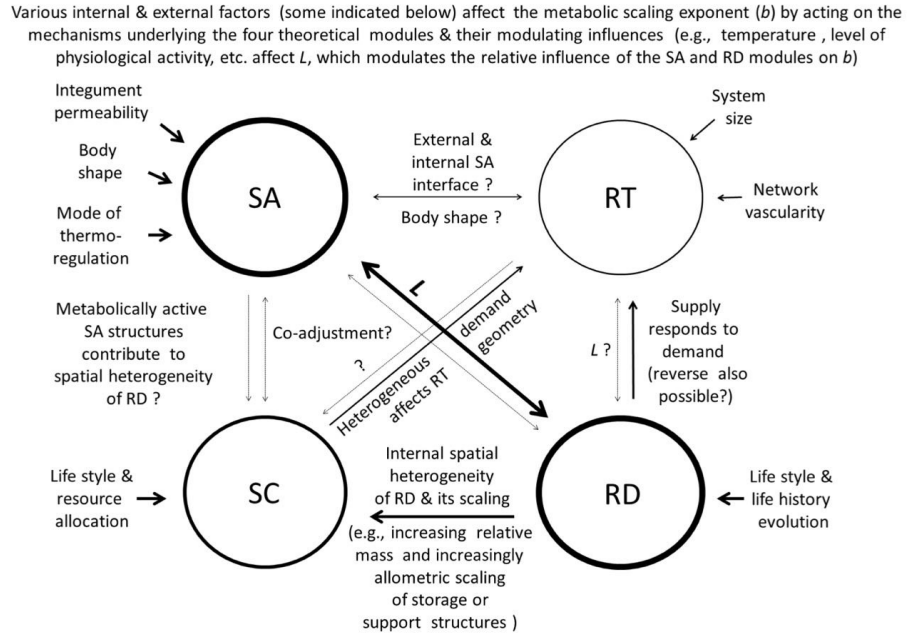 Various internal & external factors (some indicated below) affect the metabolic scaling exponent (b) by acting on the
mechanisms underlying the four theoretical modules & their modulating influences (e.g., temperature , level of
physiological activity, etc. affect L, which modulates the relative influence of the SA and RD modules on b)
Integument
permeability
Body
shape
Mode of
thermo-
regulation
SA
External &
internal SA
interface ?
Body shape ?
RT
System
size
Network
vascularity
Metabolically active
SA structures
contribute to
spatial heterogeneity
of RD ?
Co-adjustment?
L
?
Heterogeneous
demand
geometry
affects RT
L ?
Supply
responds to
demand
(reverse also
possible?)
Life style &
resource
allocation
SC
Internal spatial
heterogeneity
of RD & its scaling
(e.g., increasing relative
mass and increasingly
allometric scaling
of storage or
support structures )
RD
Life style &
life history
evolution